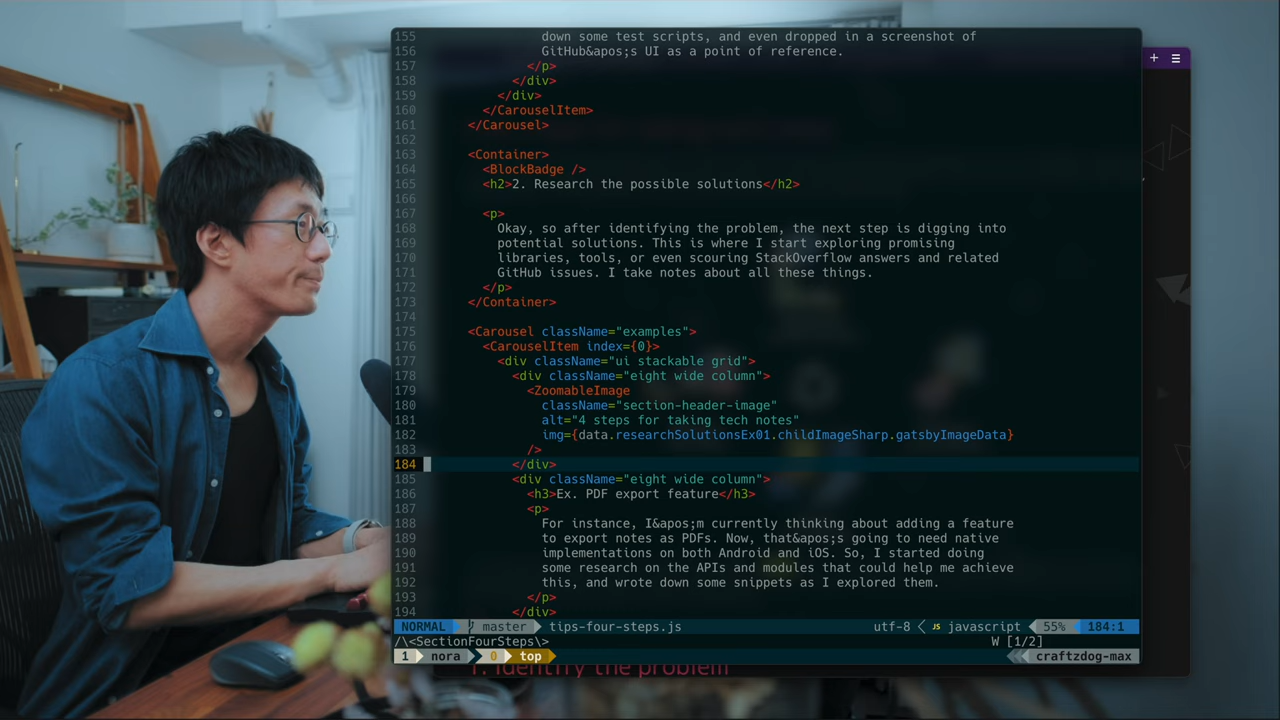 155 down some test scripts, and even dropped in a screenshot of
156 GitHub&apos;s UI as a point of reference.
157 </p>
158 </div>
159 </div>
160 </CarouselItem>
161 </Carousel>
162
163 <Container>
164 <BlockBadge />
165 <h2>2. Research the possible solutions</h2>
166
167 <p>
168 Okay, so after identifying the problem, the next step is digging into
169 potential solutions. This is where I start exploring promising
170 libraries, tools, or even scouring StackOverflow answers and related
171 GitHub issues. I take notes about all these things.
172 </p>
173 </Container>
174
175 <Carousel className="examples">
176 <CarouselItem index={0}>
177 <div className="ui stackable grid">
178 <div className="eight wide column">
179 <ZoomableImage
180 className="section-header-image"
181 alt="4 steps for taking tech notes"
182 img={data.researchSolutionsEx01.childImageSharp.gatsbyImageData}
183 />
184 </div>
185 <div className="eight wide column">
186 <h3>Ex. PDF export feature</h3>
187 <p>
188 For instance, I&apos;m currently thinking about adding a feature
189 to export notes as PDFs. Now, that&apos;s going to need native
190 implementations on both Android and iOS. So, I started doing
191 some research on the APIs and modules that could help me achieve
192 this, and wrote down some snippets as I explored them.
193 </p>
194 </div>
NORMAL master tips-four-steps.js utf-8 JS javascript 55% 184:1
/\<SectionFourSteps\> W [1/2]
1 nora 0 top craftzdog-max
1. Identify the problem